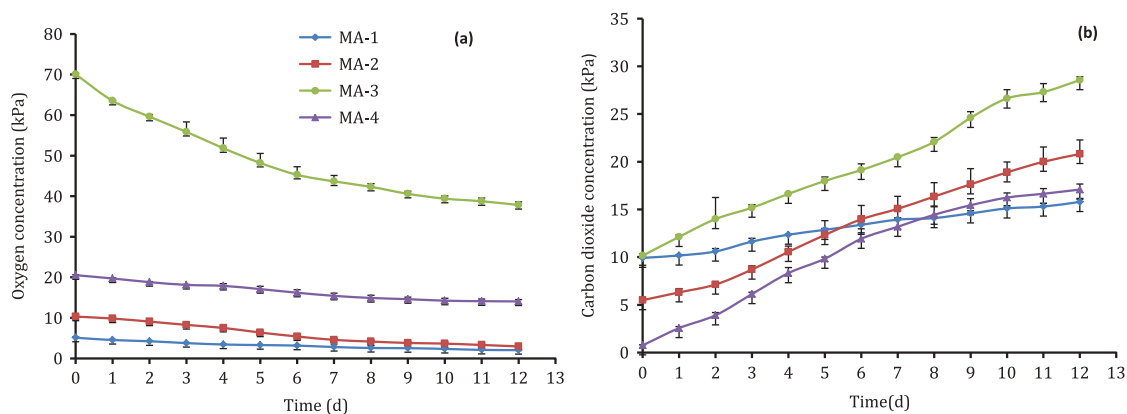 (a)
MA-1
MA-2
MA-3
MA-4
Oxygen concentration (kPa)
80
70
60
50
40
30
20
10
0
0 1 2 3 4 5 6 7 8 9 10 11 12 13
Time (d)
(b)
Carbon dioxide concentration (kPa)
35
30
25
20
15
10
5
0
0 1 2 3 4 5 6 7 8 9 10 11 12 13
Time(d)